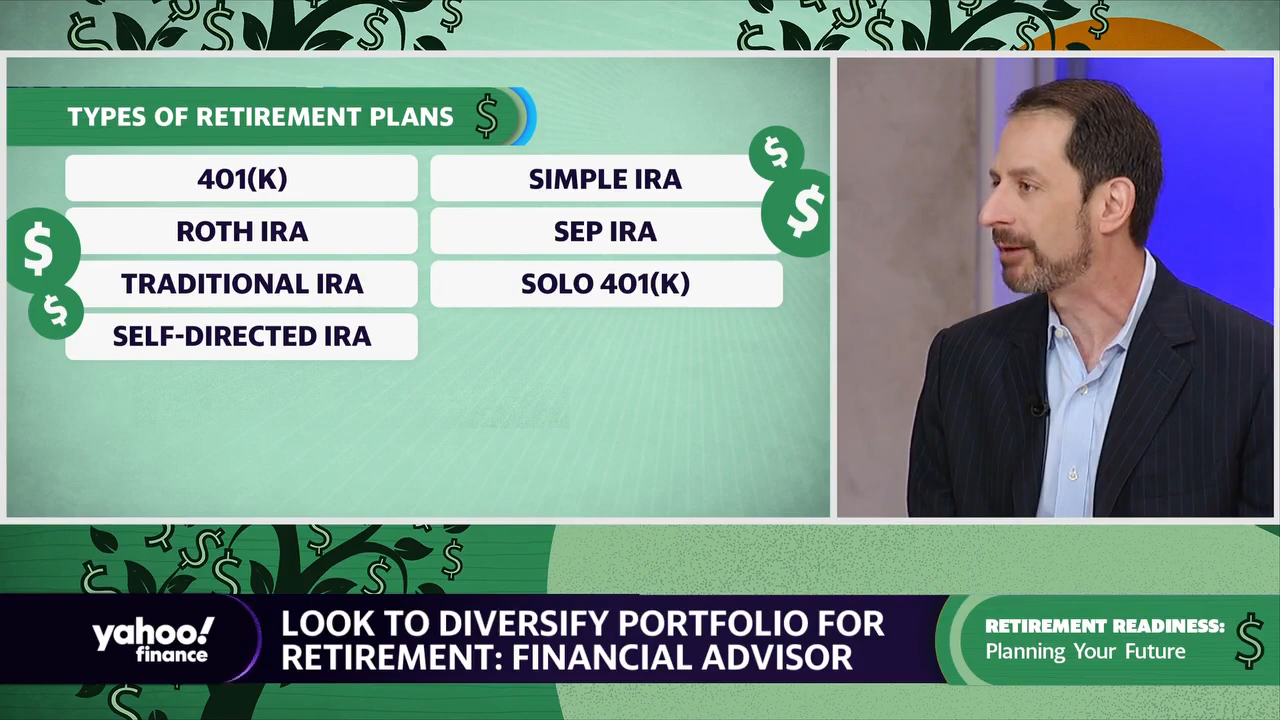 TYPES OF RETIREMENT PLANS $
401(K)
ROTH IRA
TRADITIONAL IRA
SELF-DIRECTED IRA
SIMPLE IRA
SEP IRA
SOLO 401(K)
yahoo!
finance
LOOK TO DIVERSIFY PORTFOLIO FOR
RETIREMENT: FINANCIAL ADVISOR
RETIREMENT READINESS:
Planning Your Future
$